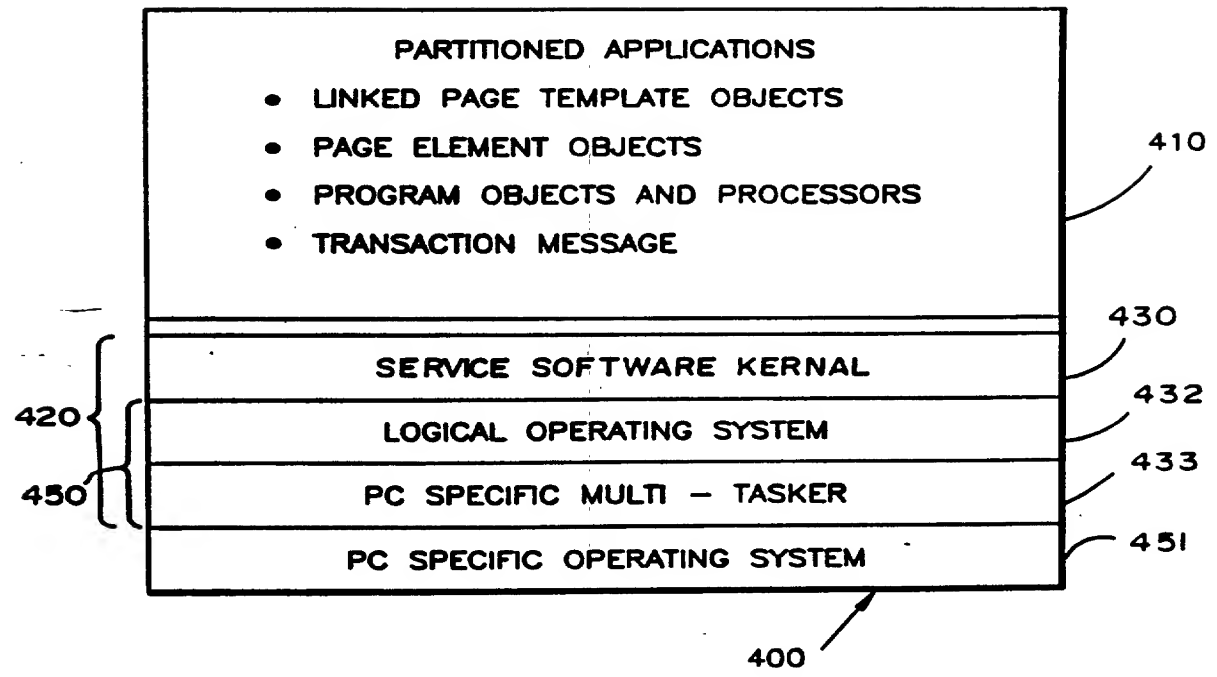 PARTITIONED APPLICATIONS
• LINKED PAGE TEMPLATE OBJECTS
• PAGE ELEMENT OBJECTS
• PROGRAM OBJECTS AND PROCESSORS
• TRANSACTION MESSAGE
410
430
SERVICE SOFTWARE KERNAL
420
432
LOGICAL OPERATING SYSTEM
433
450
PC SPECIFIC MULTI – TASKER
451
PC SPECIFIC OPERATING SYSTEM
400